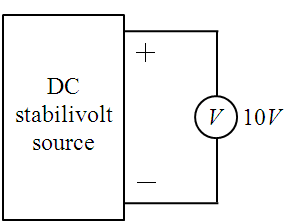 DC
stabilivolt
source
+
V
10V
—